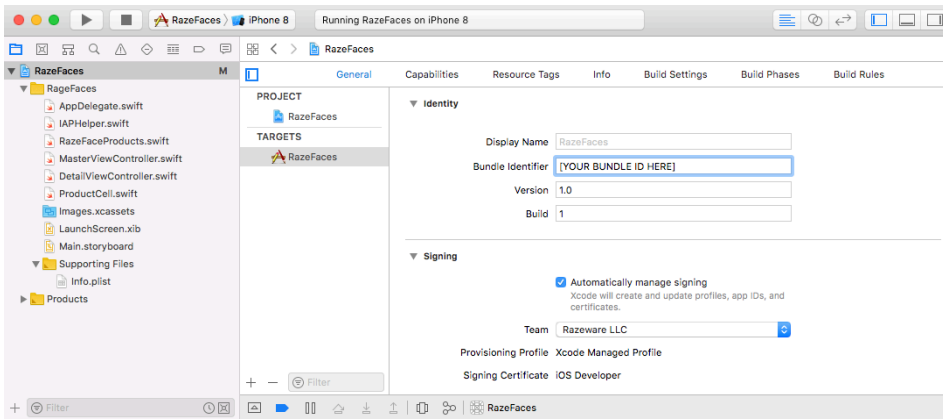 RazeFaces iPhone 8 Running RazeFaces on iPhone 8
RazeFaces
RazeFaces M
RageFaces
AppDelegate.swift
IAPHelper.swift
RazeFaceProducts.swift
MasterViewController.swift
DetailViewController.swift
ProductCell.swift
Images.xcassets
LaunchScreen.xib
Main.storyboard
Supporting Files
Info.plist
Products
Filter
General Capabilities Resource Tags Info Build Settings Build Phases Build Rules
PROJECT
RazeFaces
TARGETS
RazeFaces
Filter
Identity
Display Name RazeFaces
Bundle Identifier [YOUR BUNDLE ID HERE]
Version 1.0
Build 1
Signing
Automatically manage signing
Xcode will create and update profiles, app IDs, and
certificates.
Team Razeware LLC
Provisioning Profile Xcode Managed Profile
Signing Certificate iOS Developer
RazeFaces